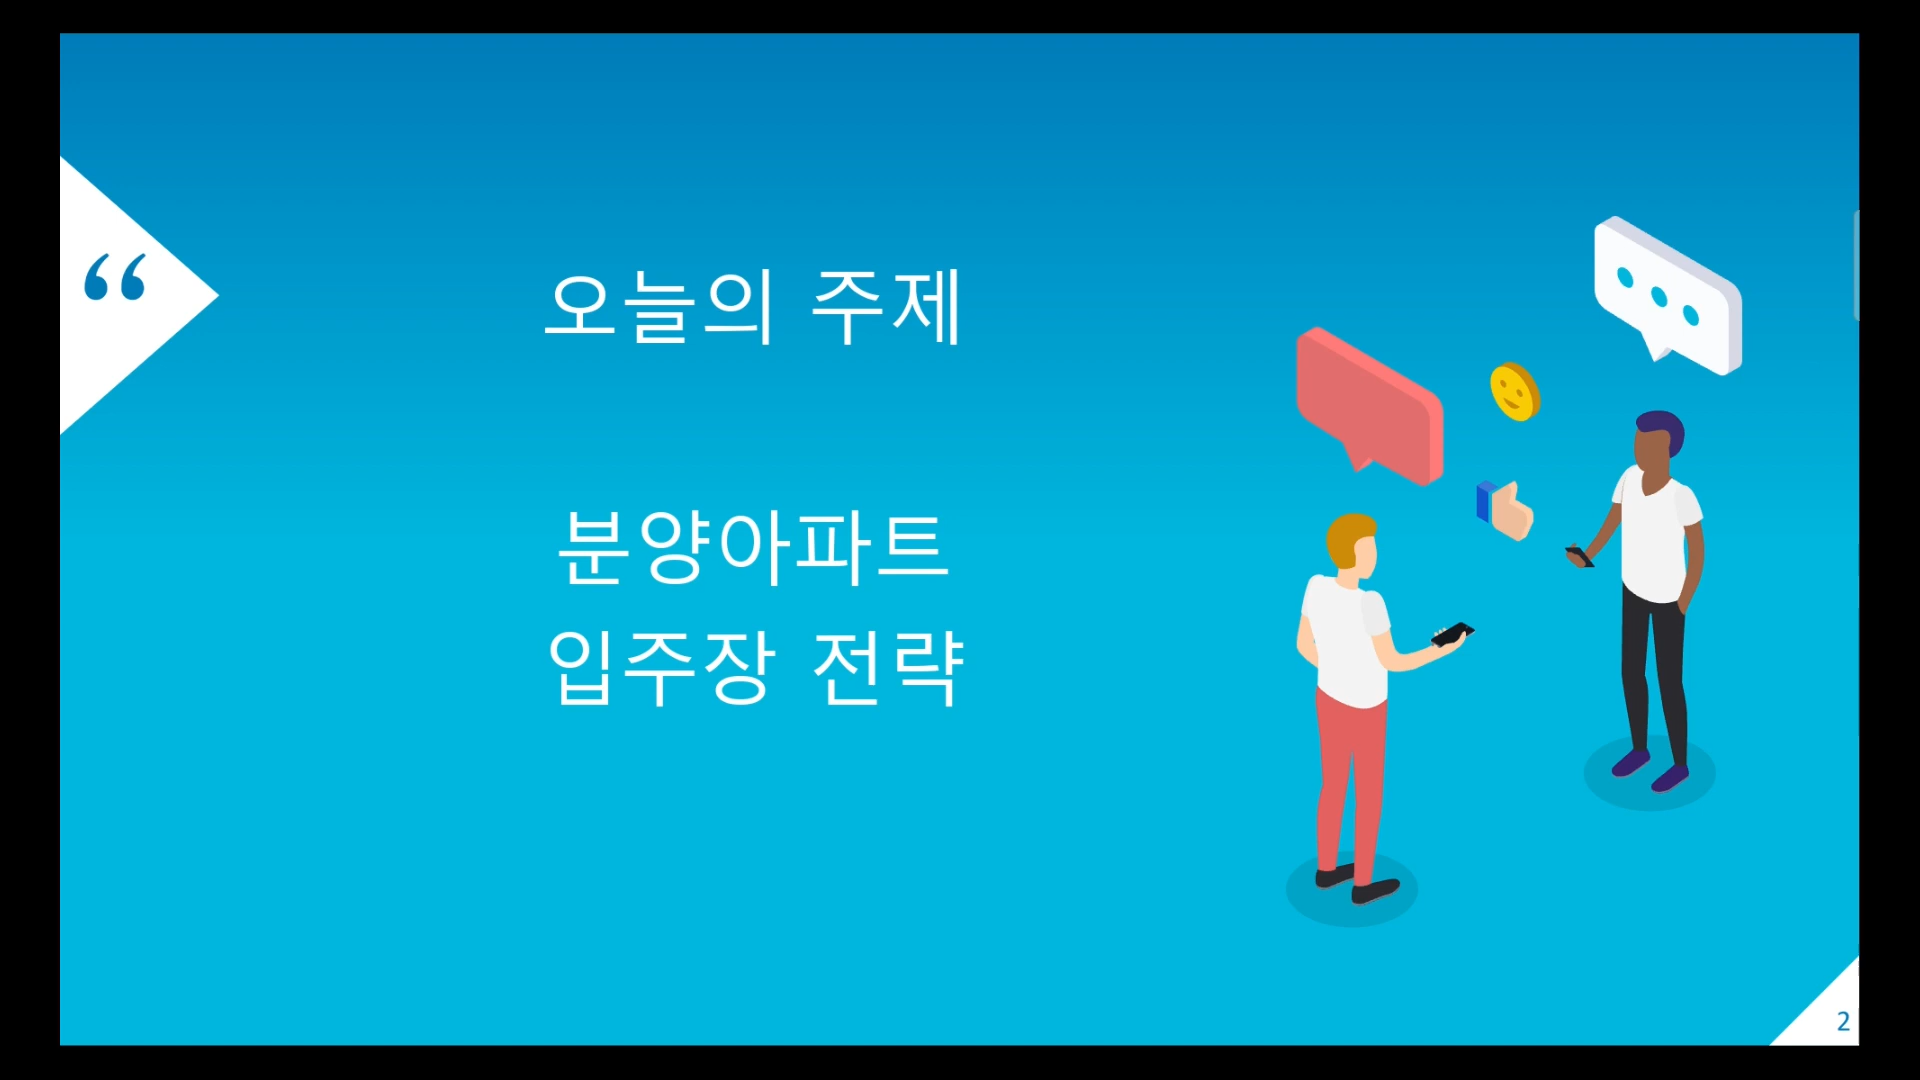 “
오늘의 주제
분양아파트
입주장 전략
2